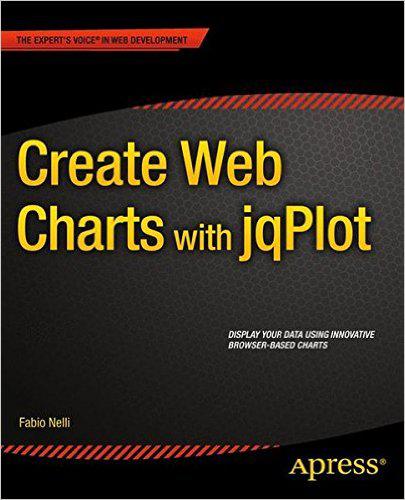 THE EXPERT'S VOICE® IN WEB DEVELOPMENT
Create Web
Charts with jqPlot
DISPLAY YOUR DATA USING INNOVATIVE
BROWSER-BASED CHARTS
Fabio Nelli
Apress®